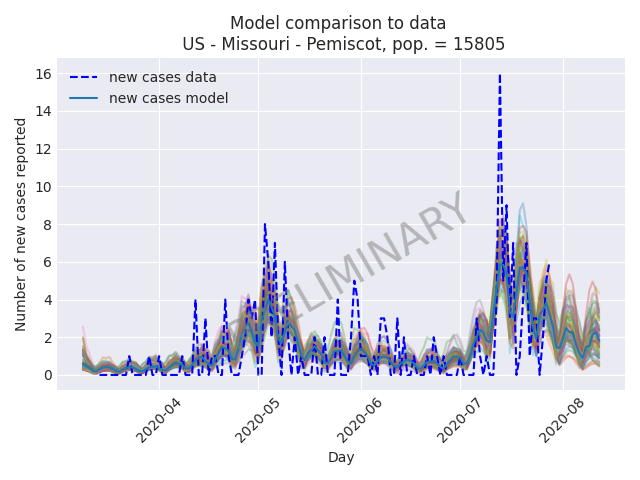 Model comparison to data
US - Missouri - Pemiscot, pop. = 15805
new cases data
new cases model
PRELIMINARY
Number of new cases reported
16
14
12
10
8
6
4
2
0
2020-04
2020-05
2020-06
2020-07
2020-08
Day